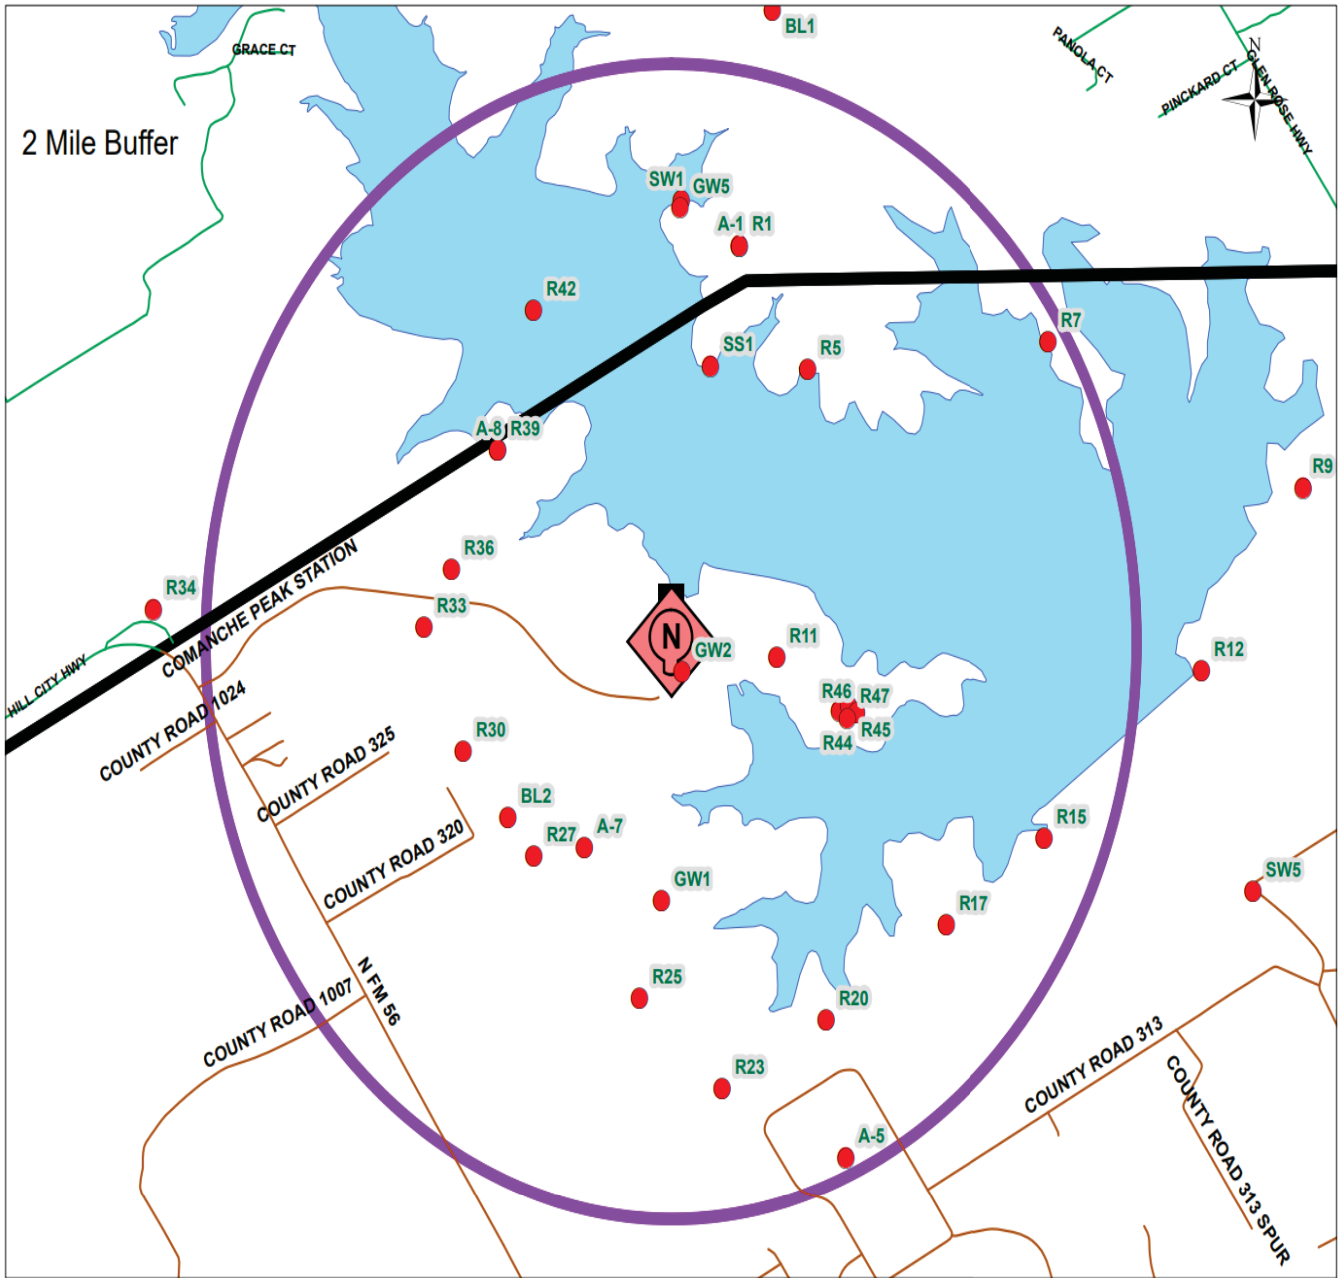 BL1
GRACE CT
PANOLA CT
PINCKARD CT
N
GLEN ROSE HWY
2 Mile Buffer
SW1
GW5
A-1 R1
R42
R7
SS1
R5
A-8 R39
R9
R36
COMANCHE PEAK STATION
R34
R33
N
GW2
R11
R12
HILL CITY HWY
R46
R47
R44
R45
COUNTY ROAD 1024
R30
COUNTY ROAD 325
BL2
R27
A-7
R15
COUNTY ROAD 320
GW1
SW5
R17
R25
N FM 56
R20
COUNTY ROAD 1007
R23
COUNTY ROAD 313
A-5
COUNTY ROAD 313 SPUR